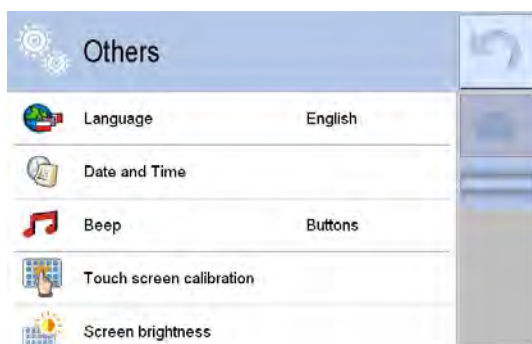 Others
Language English
Date and Time
Beep Buttons
Touch screen calibration
Screen brightness